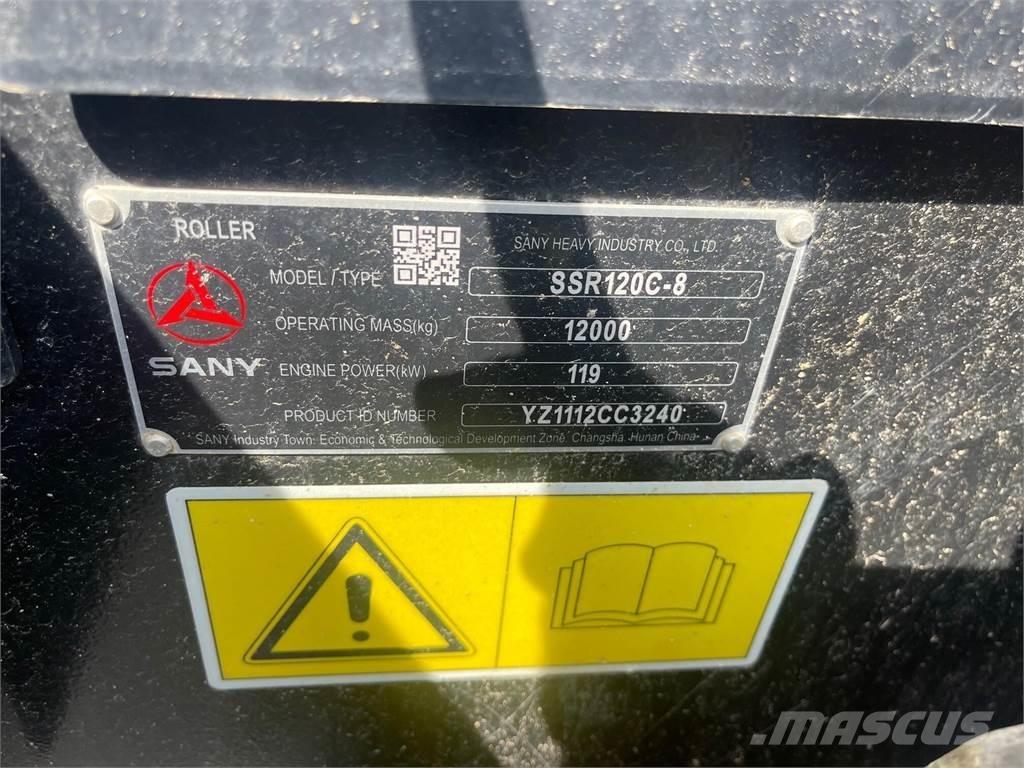 ROLLER
SANY HEAVY INDUSTRY CO., LTD.
MODEL / TYPE SSR120C-8
OPERATING MASS(kg) 12000
SANY
ENGINE POWER(kW) 119
PRODUCT ID NUMBER YZ1112CC3240
SANY Industry Town, Economic & Technological Development Zone, Changsha, Hunan China
MASCUS